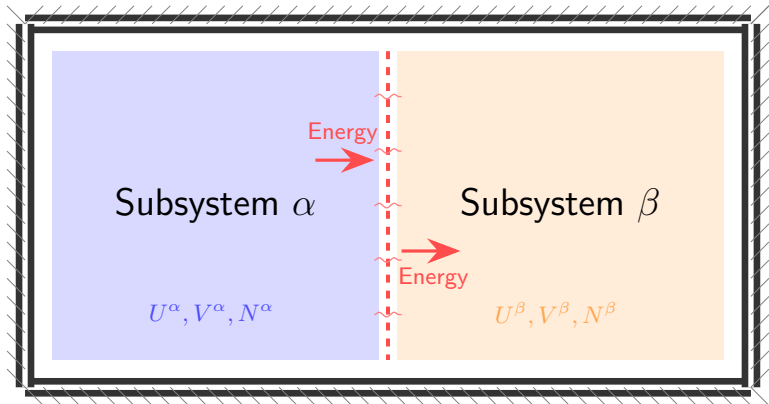 Energy
Subsystem α
Subsystem β
Energy
U^α, V^α, N^α
U^β, V^β, N^β